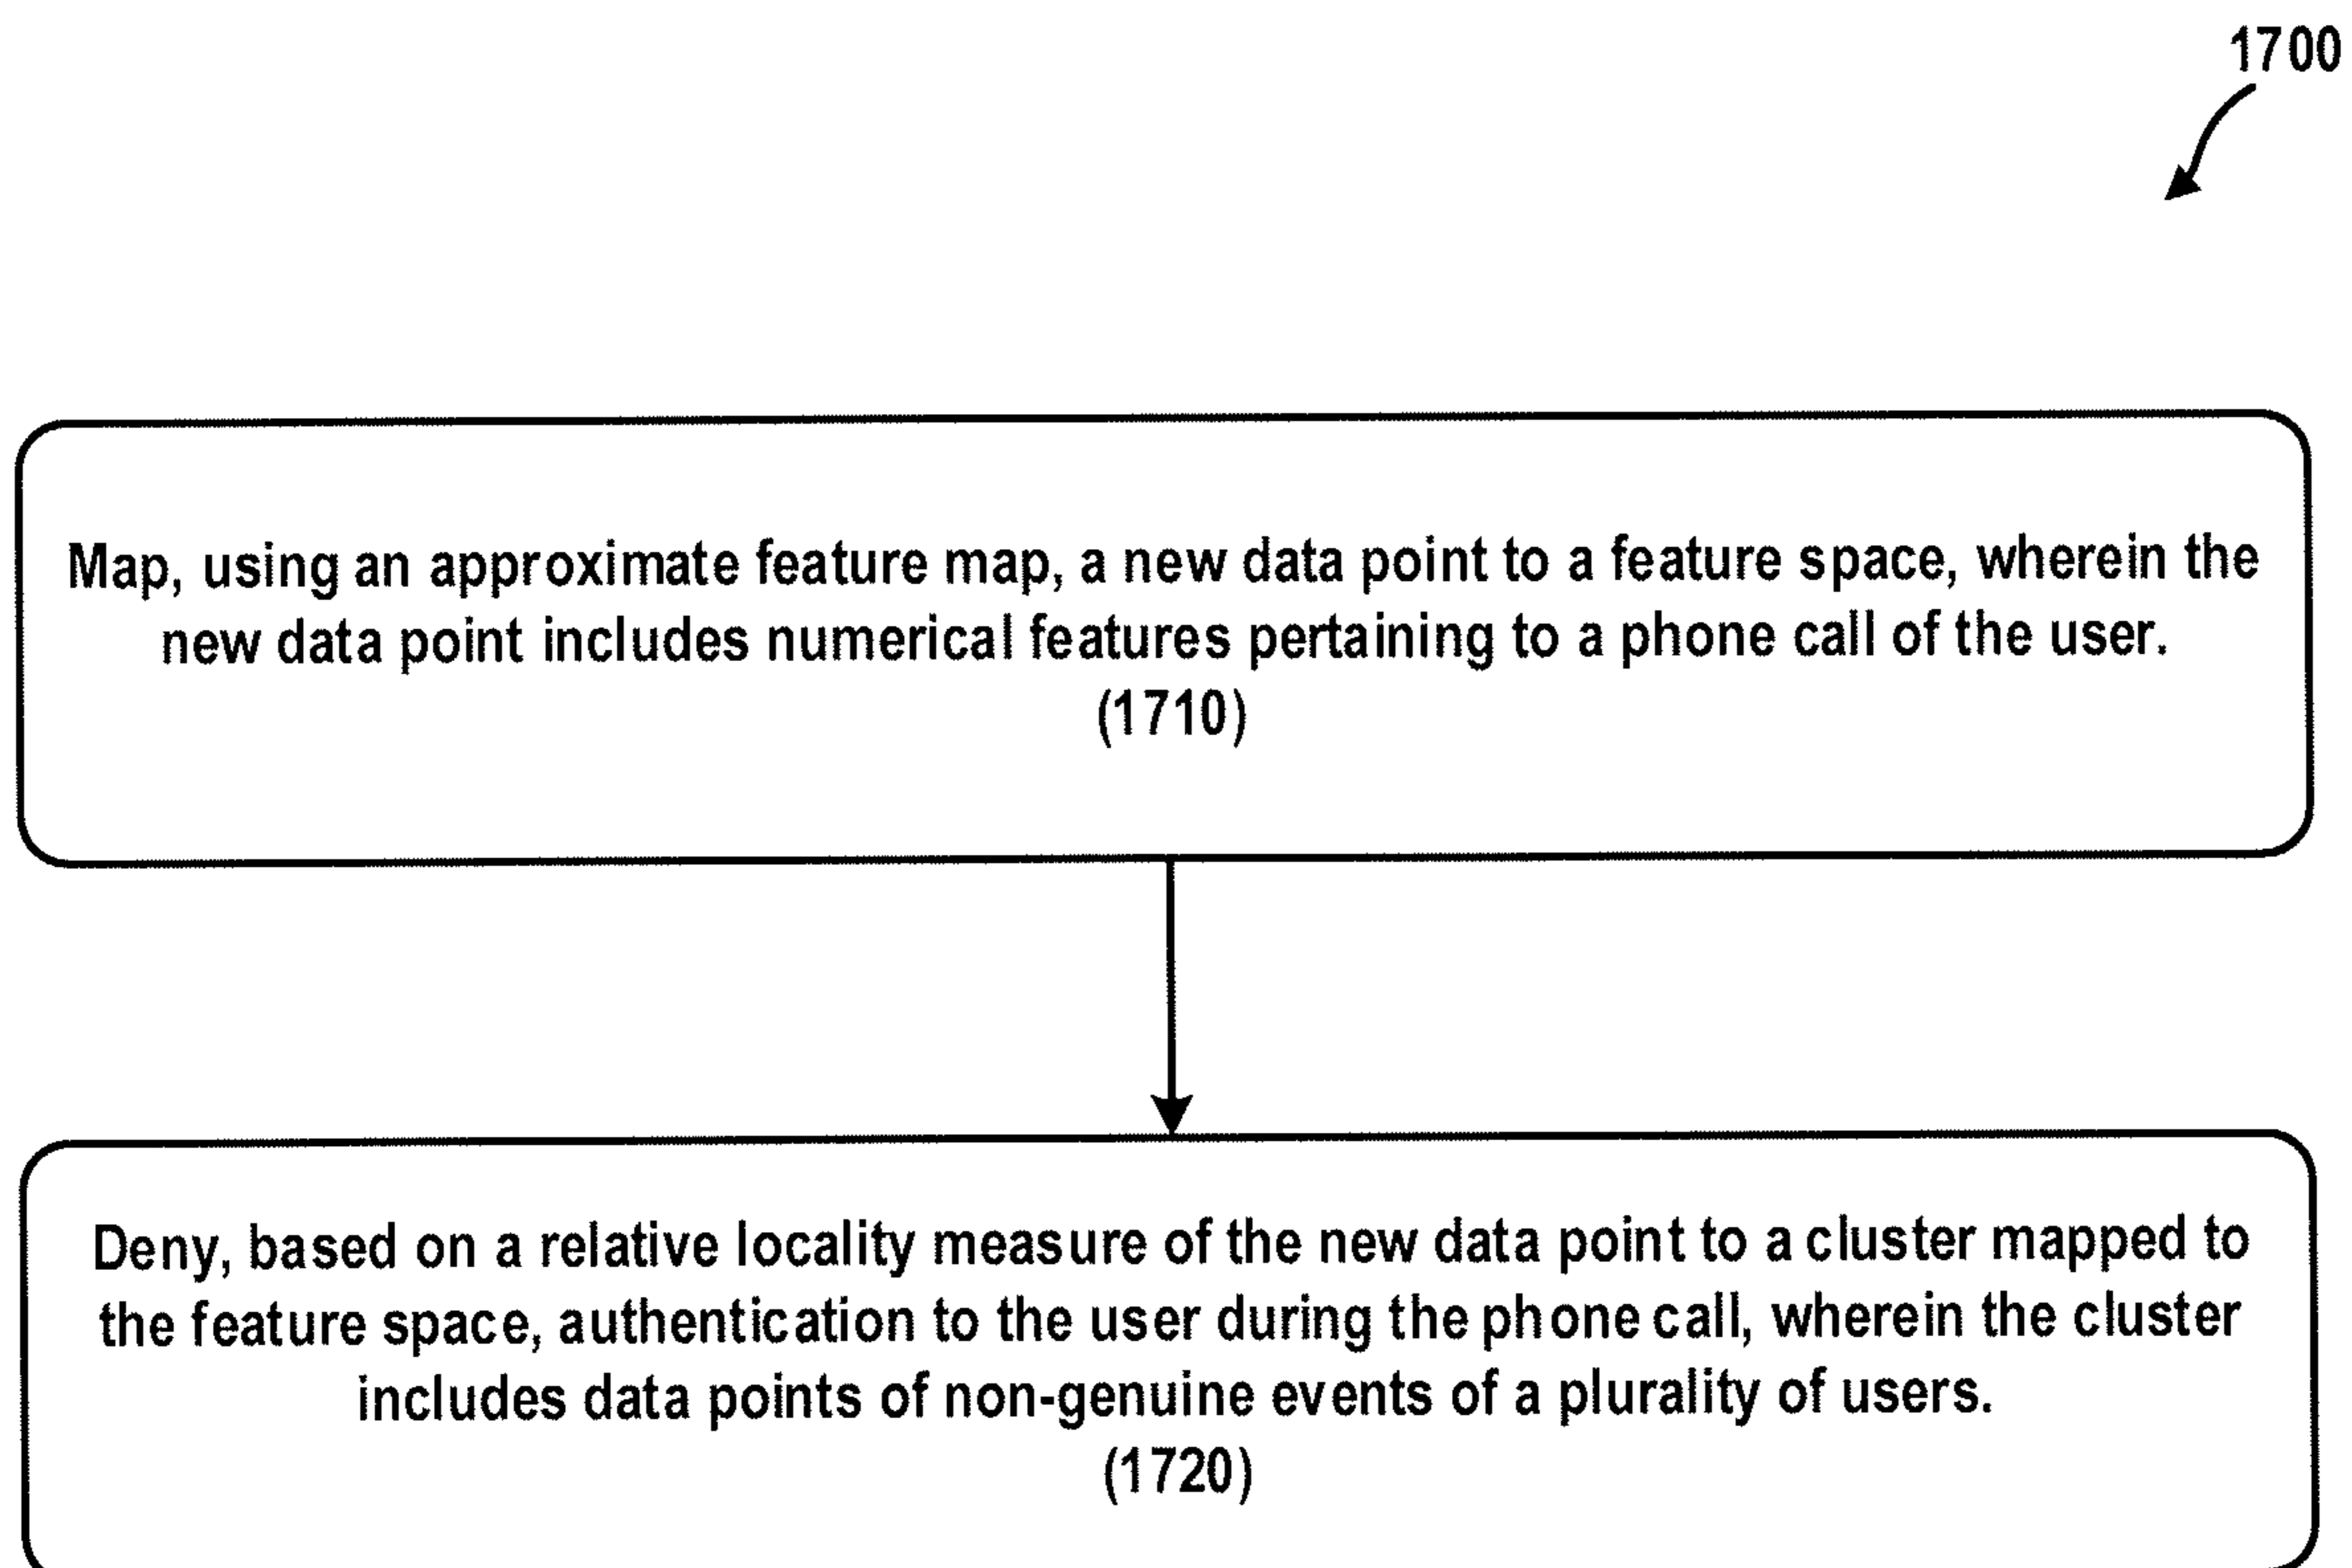 1700
Map, using an approximate feature map, a new data point to a feature space, wherein the
new data point includes numerical features pertaining to a phone call of the user.
(1710)
Deny, based on a relative locality measure of the new data point to a cluster mapped to
the feature space, authentication to the user during the phone call, wherein the cluster
includes data points of non-genuine events of a plurality of users.
(1720)